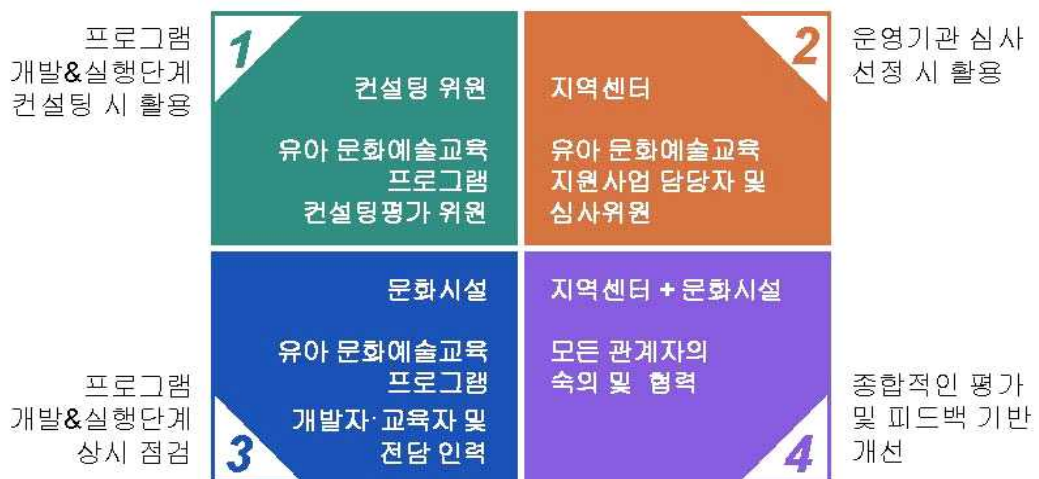 프로그램
개발&실행단계
컨설팅 시 활용
1
컨설팅 위원
유아 문화예술교육
프로그램
컨설팅평가 위원
2
지역센터
유아 문화예술교육
지원사업 담당자 및
심사위원
운영기관 심사
선정 시 활용
프로그램
개발&실행단계
상시 점검
3
문화시설
유아 문화예술교육
프로그램
개발자·교육자 및
전담 인력
4
지역센터 + 문화시설
모든 관계자의
숙의 및 협력
종합적인 평가
및 피드백 기반
개선